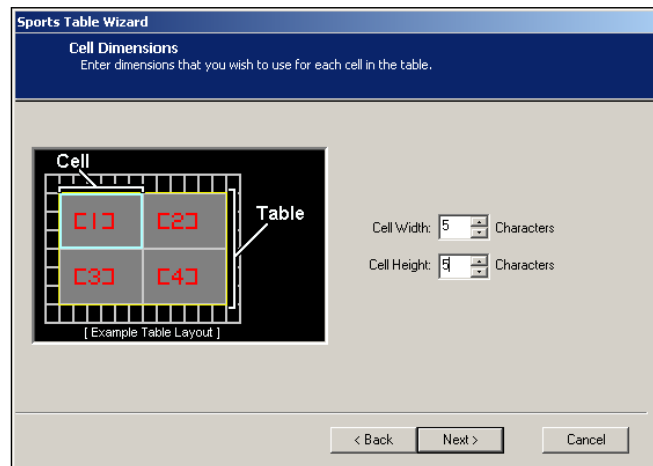 Sports Table Wizard
Cell Dimensions
Enter dimensions that you wish to use for each cell in the table.
Cell
[1] [2]
Table
[3] [4]
[ Example Table Layout ]
Cell Width: 5 Characters
Cell Height: 5 Characters
< Back Next > Cancel